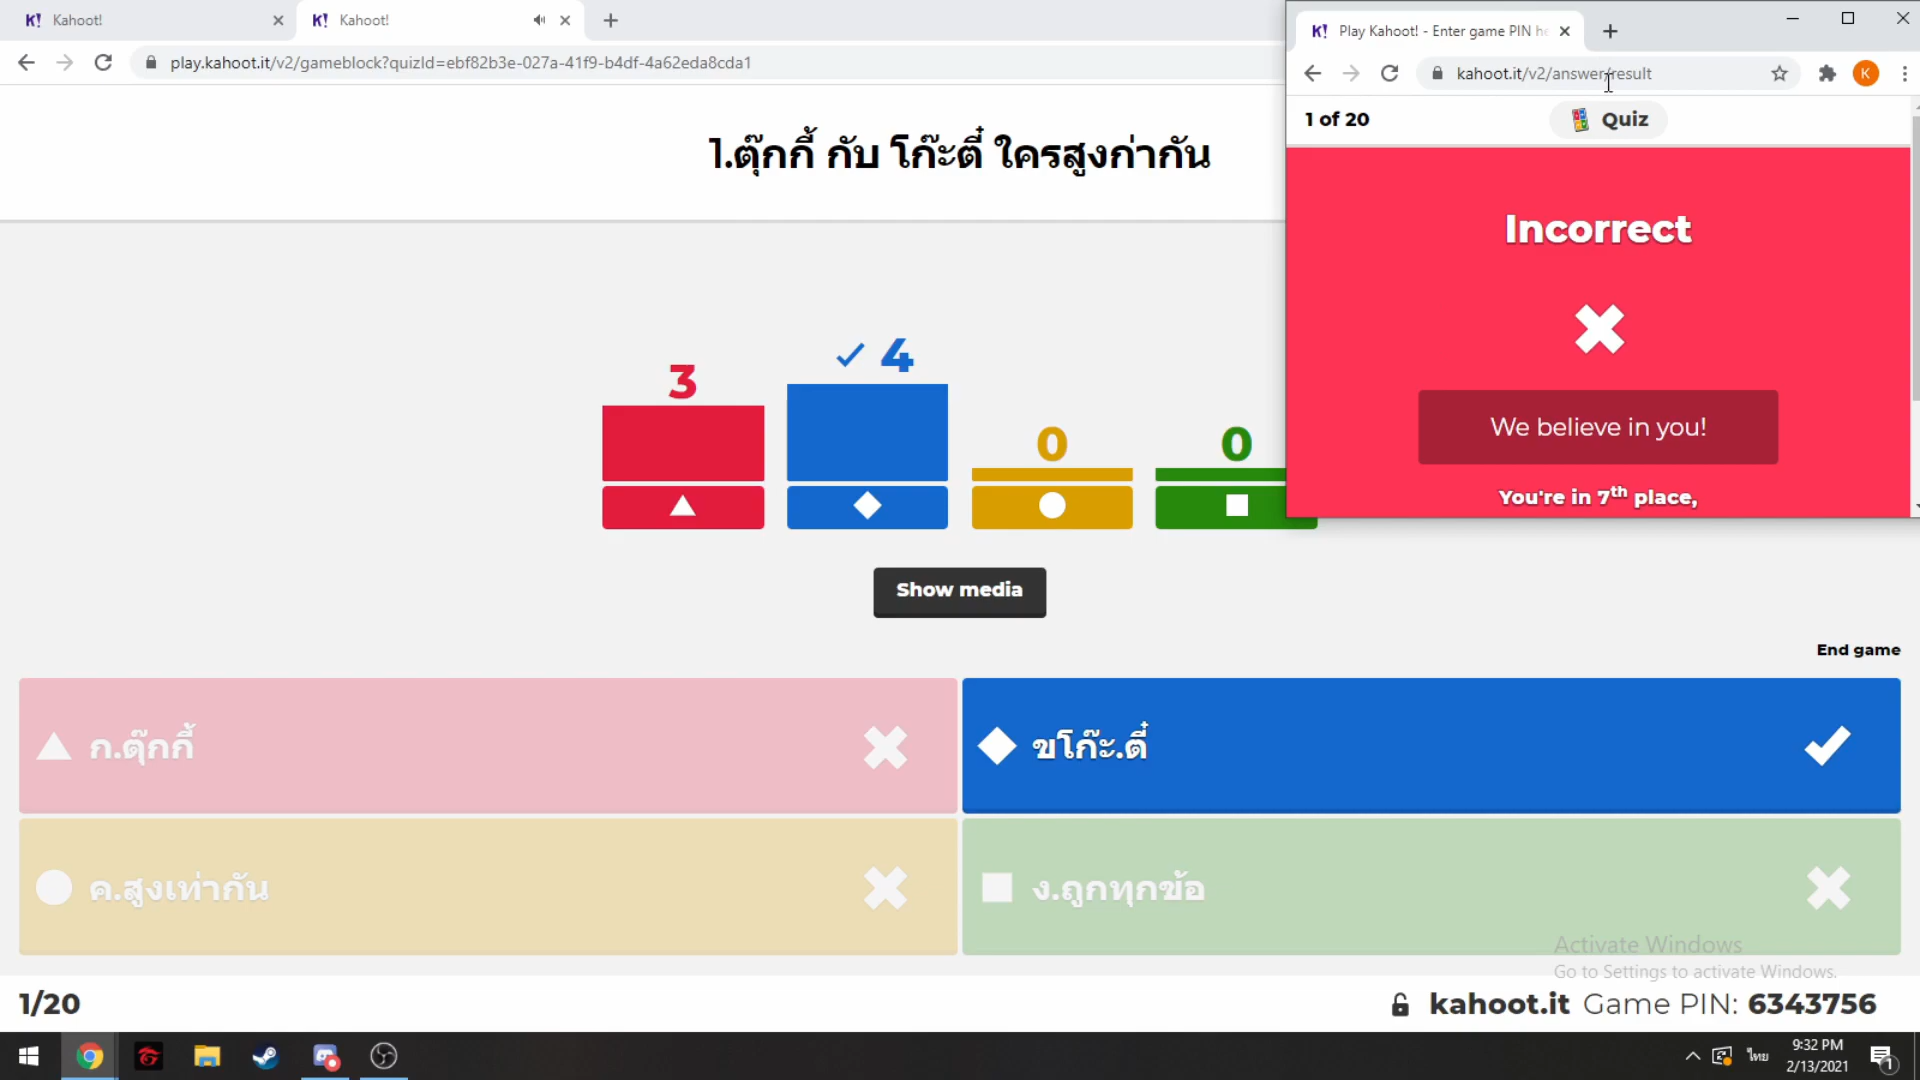 Kahoot!
Kahoot!
play.kahoot.it/v2/gameblock?quizId=ebf82b3e-027a-41f9-b4df-4a62eda8cda1
Play Kahoot! - Enter game PIN he
kahoot.it/v2/answer/result
K
1 of 20
Quiz
Incorrect
We believe in you!
You're in 7th place,
1.ตุ๊กกี้ กับ โก๊ะตี๋ ใครสูงก่ากัน
3
4
0
0
Show media
End game
ก.ตุ๊กกี้
ขโก๊ะ.ตี๋
ค.สูงเท่ากัน
ง.ถูกทุกข้อ
Activate Windows
Go to Settings to activate Windows.
1/20
kahoot.it Game PIN: 6343756
ไทย
9:32 PM
2/13/2021
1